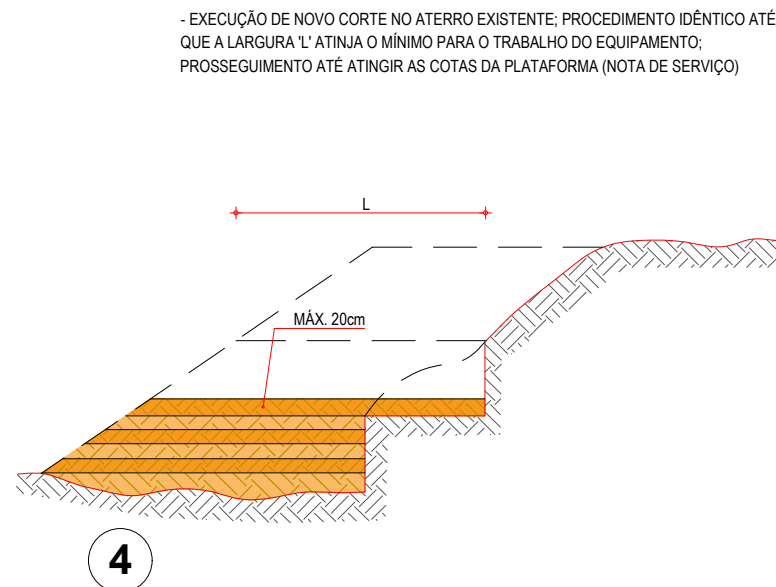 - EXECUÇÃO DE NOVO CORTE NO ATERRO EXISTENTE; PROCEDIMENTO IDÊNTICO ATÉ
QUE A LARGURA 'L' ATINJA O MÍNIMO PARA O TRABALHO DO EQUIPAMENTO;
PROSSEGUIMENTO ATÉ ATINGIR AS COTAS DA PLATAFORMA (NOTA DE SERVIÇO)
L
MÁX. 20cm
4